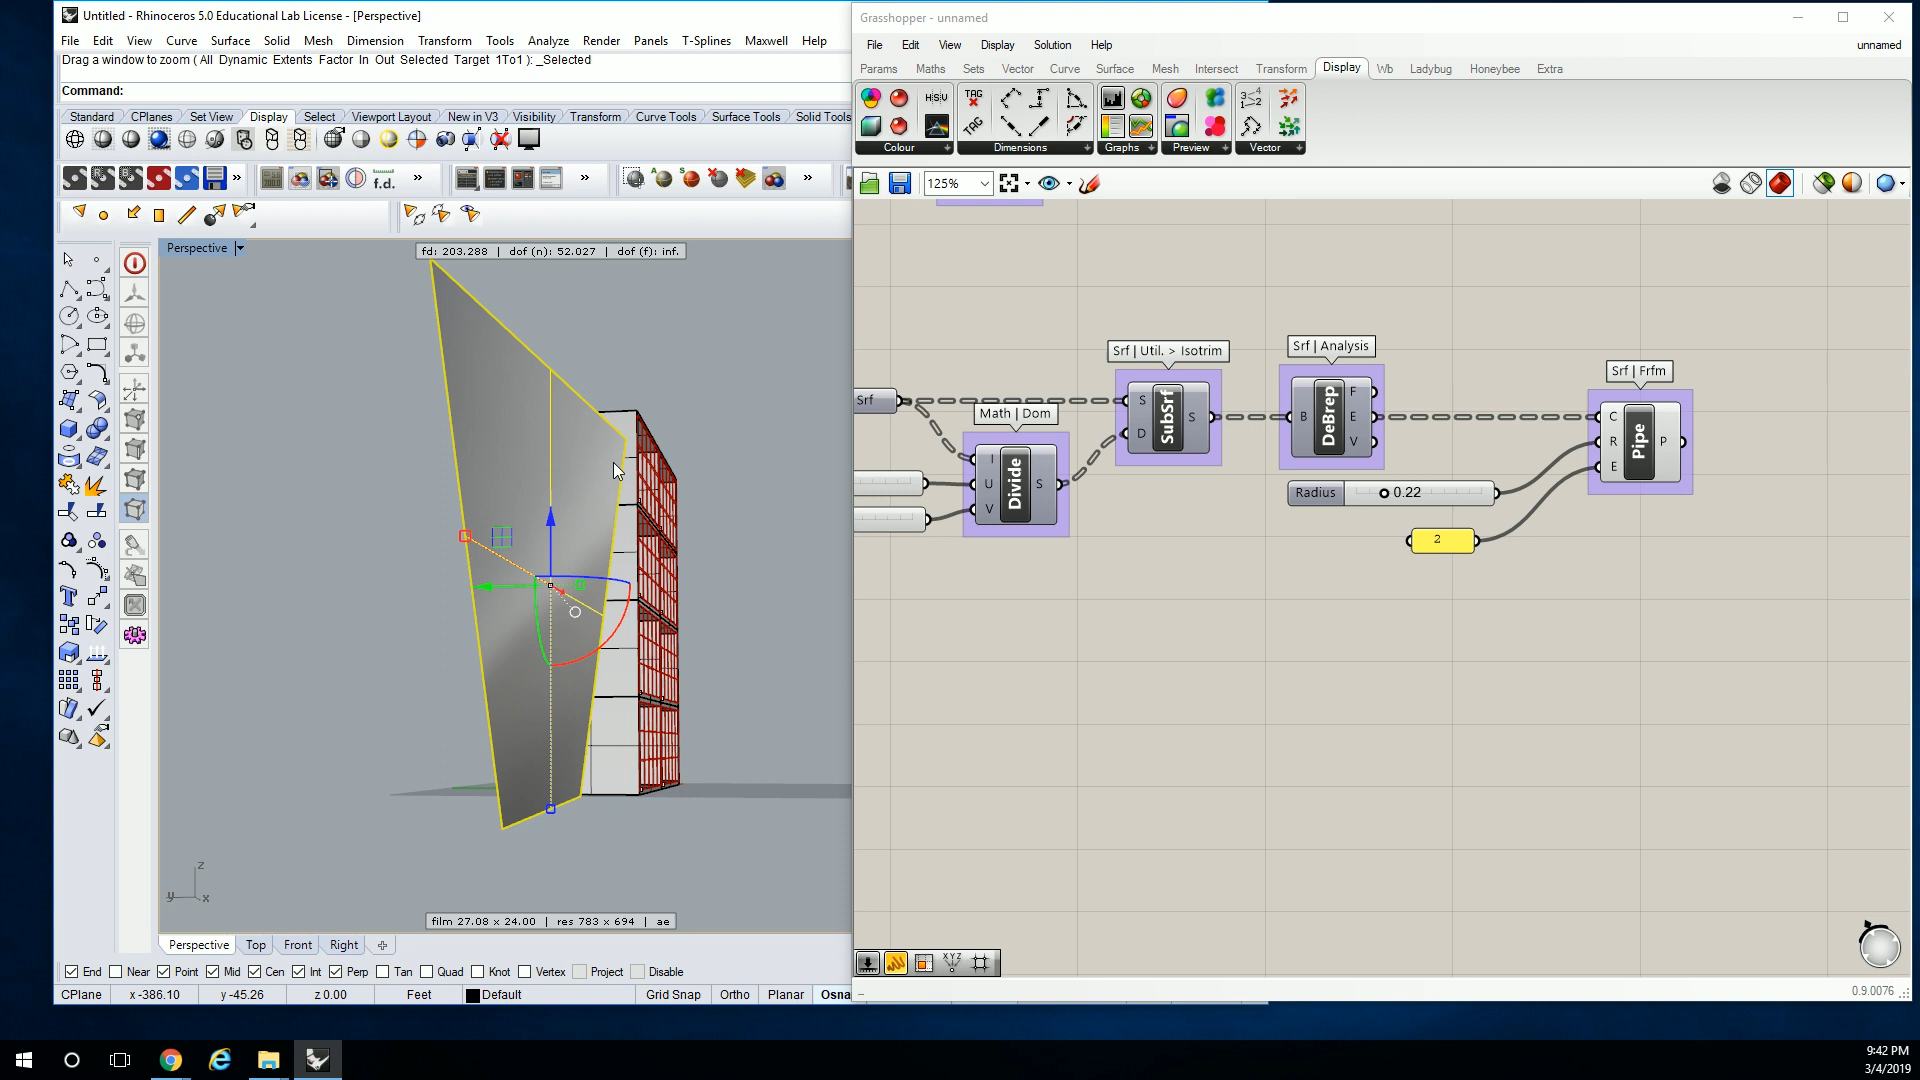 Untitled - Rhinoceros 5.0 Educational Lab License - [Perspective]
File Edit View Curve Surface Solid Mesh Dimension Transform Tools Analyze Render Panels T-Splines Maxwell Help
Drag a window to zoom ( All Dynamic Extents Factor In Out Selected Target 1To1 ): _Selected
Command:
Standard CPlanes Set View Display Select Viewport Layout New in V3 Visibility Transform Curve Tools Surface Tools Solid Tools
f.d.
Perspective
fd: 203.288 | dof (n): 52.027 | dof (f): inf.
z
y
x
film 27.08 x 24.00 | res 783 x 694 | ae
Perspective Top Front Right
End Near Point Mid Cen Int Perp Tan Quad Knot Vertex Project Disable
CPlane x -386.10 y -45.26 z 0.00 Feet Default Grid Snap Ortho Planar Osna
Grasshopper - unnamed
File Edit View Display Solution Help
unnamed
Params Maths Sets Vector Curve Surface Mesh Intersect Transform Display Wb Ladybug Honeybee Extra
HSV
TAG
TAG
Colour Dimensions Graphs Preview Vector
125%
Srf | Util. > Isotrim
Srf | Analysis
Srf | Frfm
Math | Dom
Srf
S
D
SubSrf
S
B
DeBrep
F
E
V
C
R
E
Pipe
P
I
U
V
Divide
S
Radius 0.22
2
X Y Z
0.9.0076
9:42 PM
3/4/2019